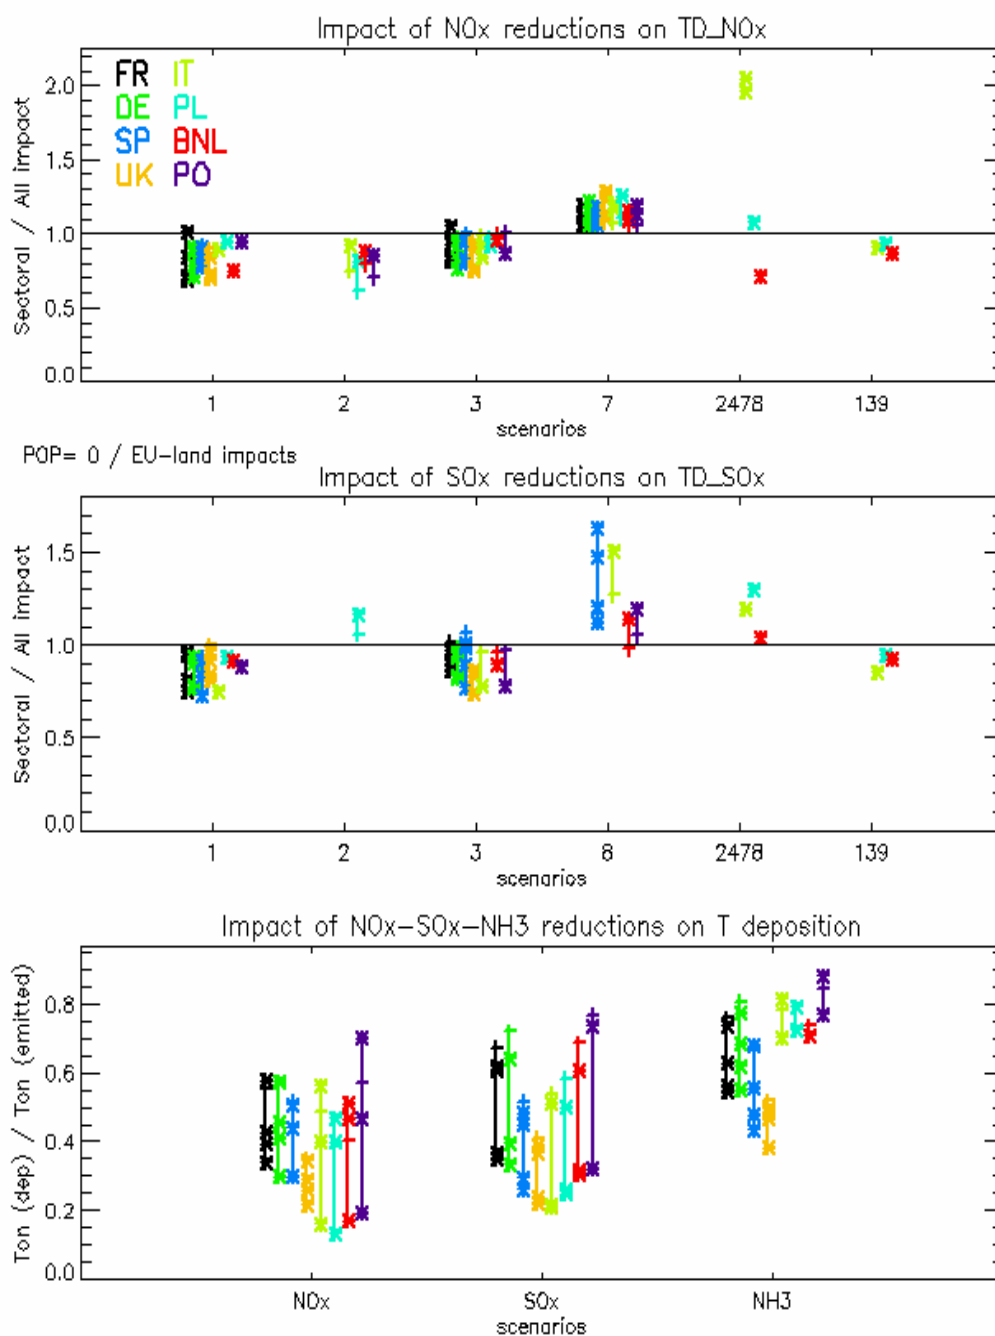 Impact of NOx reductions on TD_NOx
Sectoral / All impact
2.0
1.5
1.0
0.5
0.0
FR IT
DE PL
SP BNL
UK PO
1 2 3 7 2478 139
scenarios
POP= 0 / EU-land impacts
Impact of SOx reductions on TD_SOx
Sectoral / All impact
1.5
1.0
0.5
0.0
1 2 3 8 2478 139
scenarios
Impact of NOx-SOx-NH3 reductions on T deposition
Ton (dep) / Ton (emitted)
0.8
0.6
0.4
0.2
0.0
NOx SOx NH3
scenarios